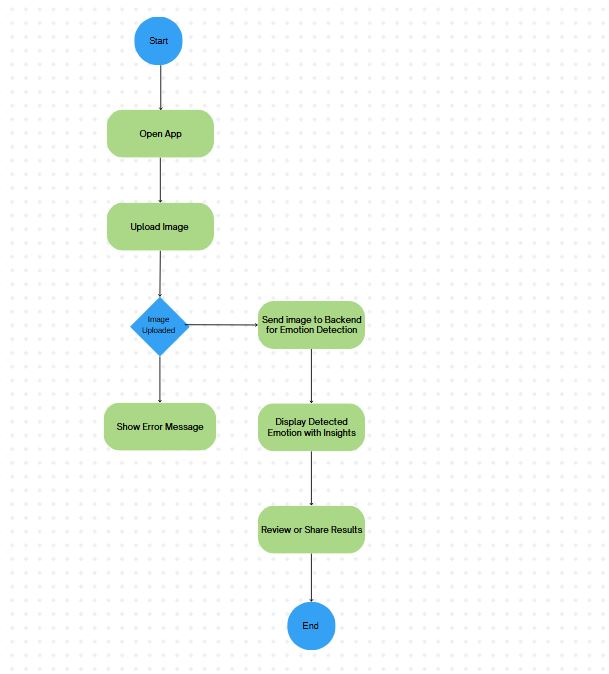 Start
Open App
Upload Image
Image
Uploaded
Send image to Backend
for Emotion Detection
Show Error Message
Display Detected
Emotion with Insights
Review or Share Results
End